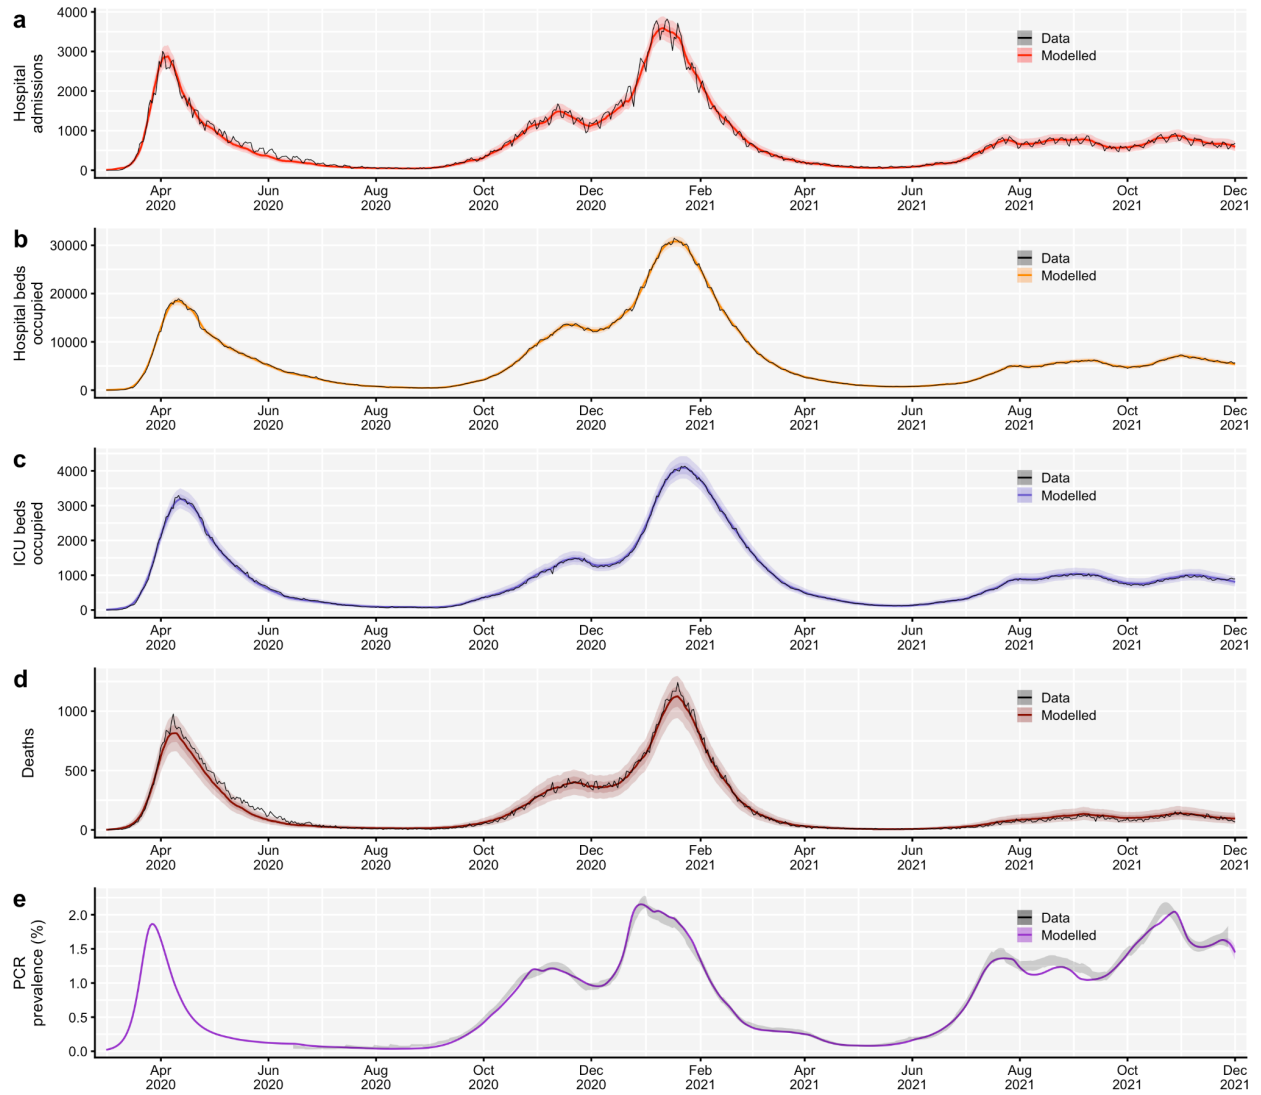 a
Hospital
admissions
4000
3000
2000
1000
0
Data
Modelled
Apr Jun Aug Oct Dec Feb Apr Jun Aug Oct Dec
2020 2020 2020 2020 2020 2021 2021 2021 2021 2021 2021
b
Hospital beds
occupied
30000
20000
10000
0
Data
Modelled
Apr Jun Aug Oct Dec Feb Apr Jun Aug Oct Dec
2020 2020 2020 2020 2020 2021 2021 2021 2021 2021 2021
c
ICU beds
occupied
4000
3000
2000
1000
0
Data
Modelled
Apr Jun Aug Oct Dec Feb Apr Jun Aug Oct Dec
2020 2020 2020 2020 2020 2021 2021 2021 2021 2021 2021
d
Deaths
1000
500
0
Data
Modelled
Apr Jun Aug Oct Dec Feb Apr Jun Aug Oct Dec
2020 2020 2020 2020 2020 2021 2021 2021 2021 2021 2021
e
PCR
prevalence (%)
2.0
1.5
1.0
0.5
0.0
Data
Modelled
Apr Jun Aug Oct Dec Feb Apr Jun Aug Oct Dec
2020 2020 2020 2020 2020 2021 2021 2021 2021 2021 2021